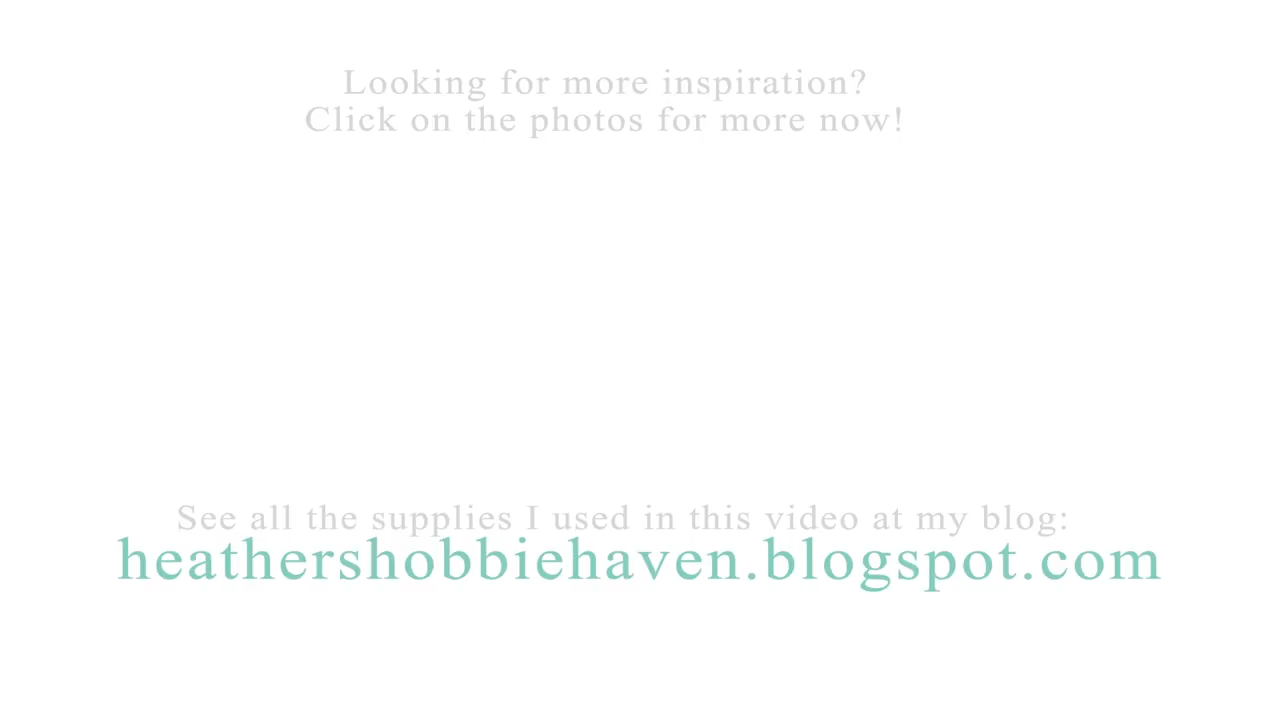 Looking for more inspiration?
Click on the photos for more now!
See all the supplies I used in this video at my blog:
heathershobbiehaven.blogspot.com